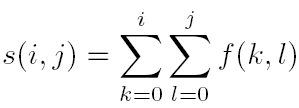 s(i, j) = \sum_{k=0}^{i} \sum_{l=0}^{j} f(k, l)